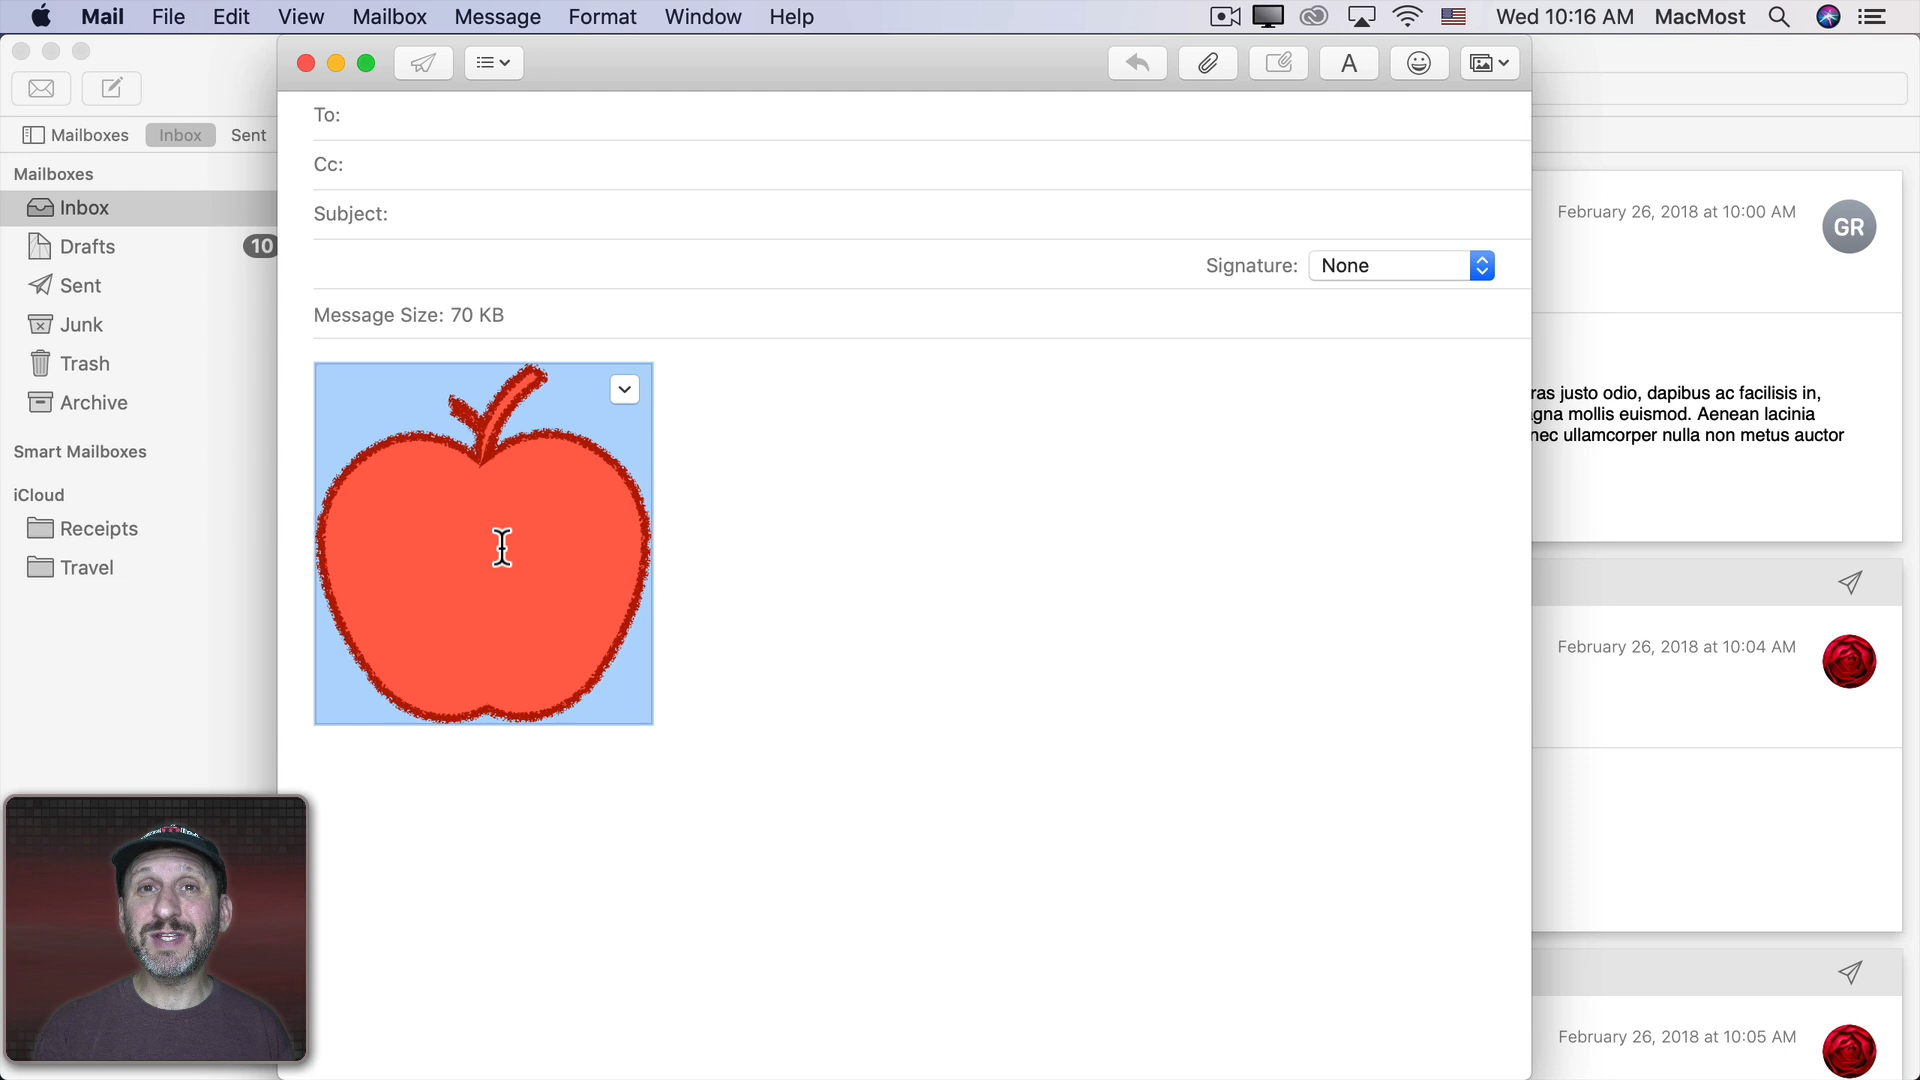 Mail File Edit View Mailbox Message Format Window Help Wed 10:16 AM MacMost
Mailboxes Inbox Sent
Mailboxes
Inbox
Drafts 10
Sent
Junk
Trash
Archive
Smart Mailboxes
iCloud
Receipts
Travel
A
To:
Cc:
Subject:
Signature: None
Message Size: 70 KB
February 26, 2018 at 10:00 AM GR
ras justo odio, dapibus ac facilisis in,
gna mollis euismod. Aenean lacinia
nec ullamcorper nulla non metus auctor
February 26, 2018 at 10:04 AM
February 26, 2018 at 10:05 AM